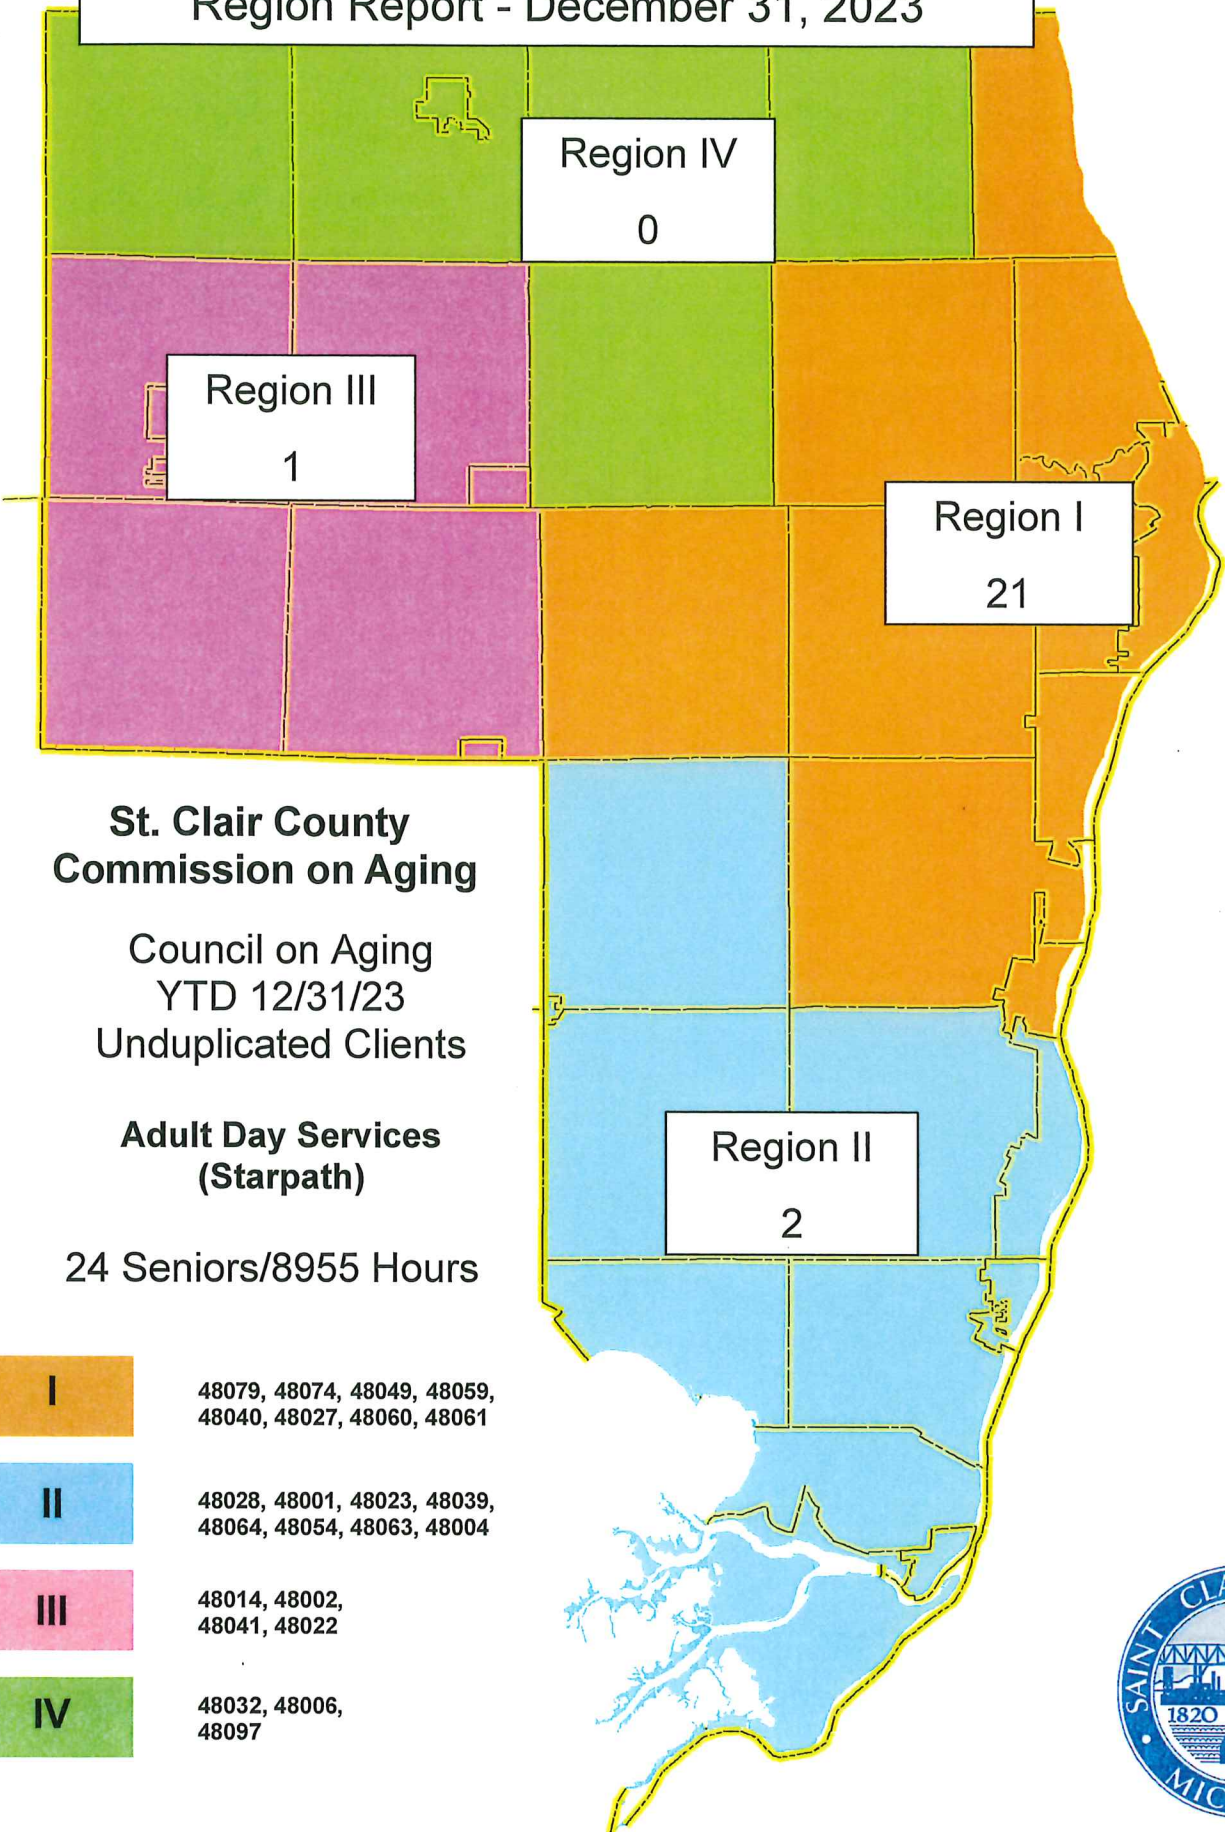 Region Report - December 31, 2023
Region IV
0
Region III
1
Region I
21
St. Clair County
Commission on Aging
Council on Aging
YTD 12/31/23
Unduplicated Clients
Adult Day Services
(Starpath)
24 Seniors/8955 Hours
Region II
2
I
48079, 48074, 48049, 48059,
48040, 48027, 48060, 48061
II
48028, 48001, 48023, 48039,
48064, 48054, 48063, 48004
III
48014, 48002,
48041, 48022
IV
48032, 48006,
48097
SAINT
1820